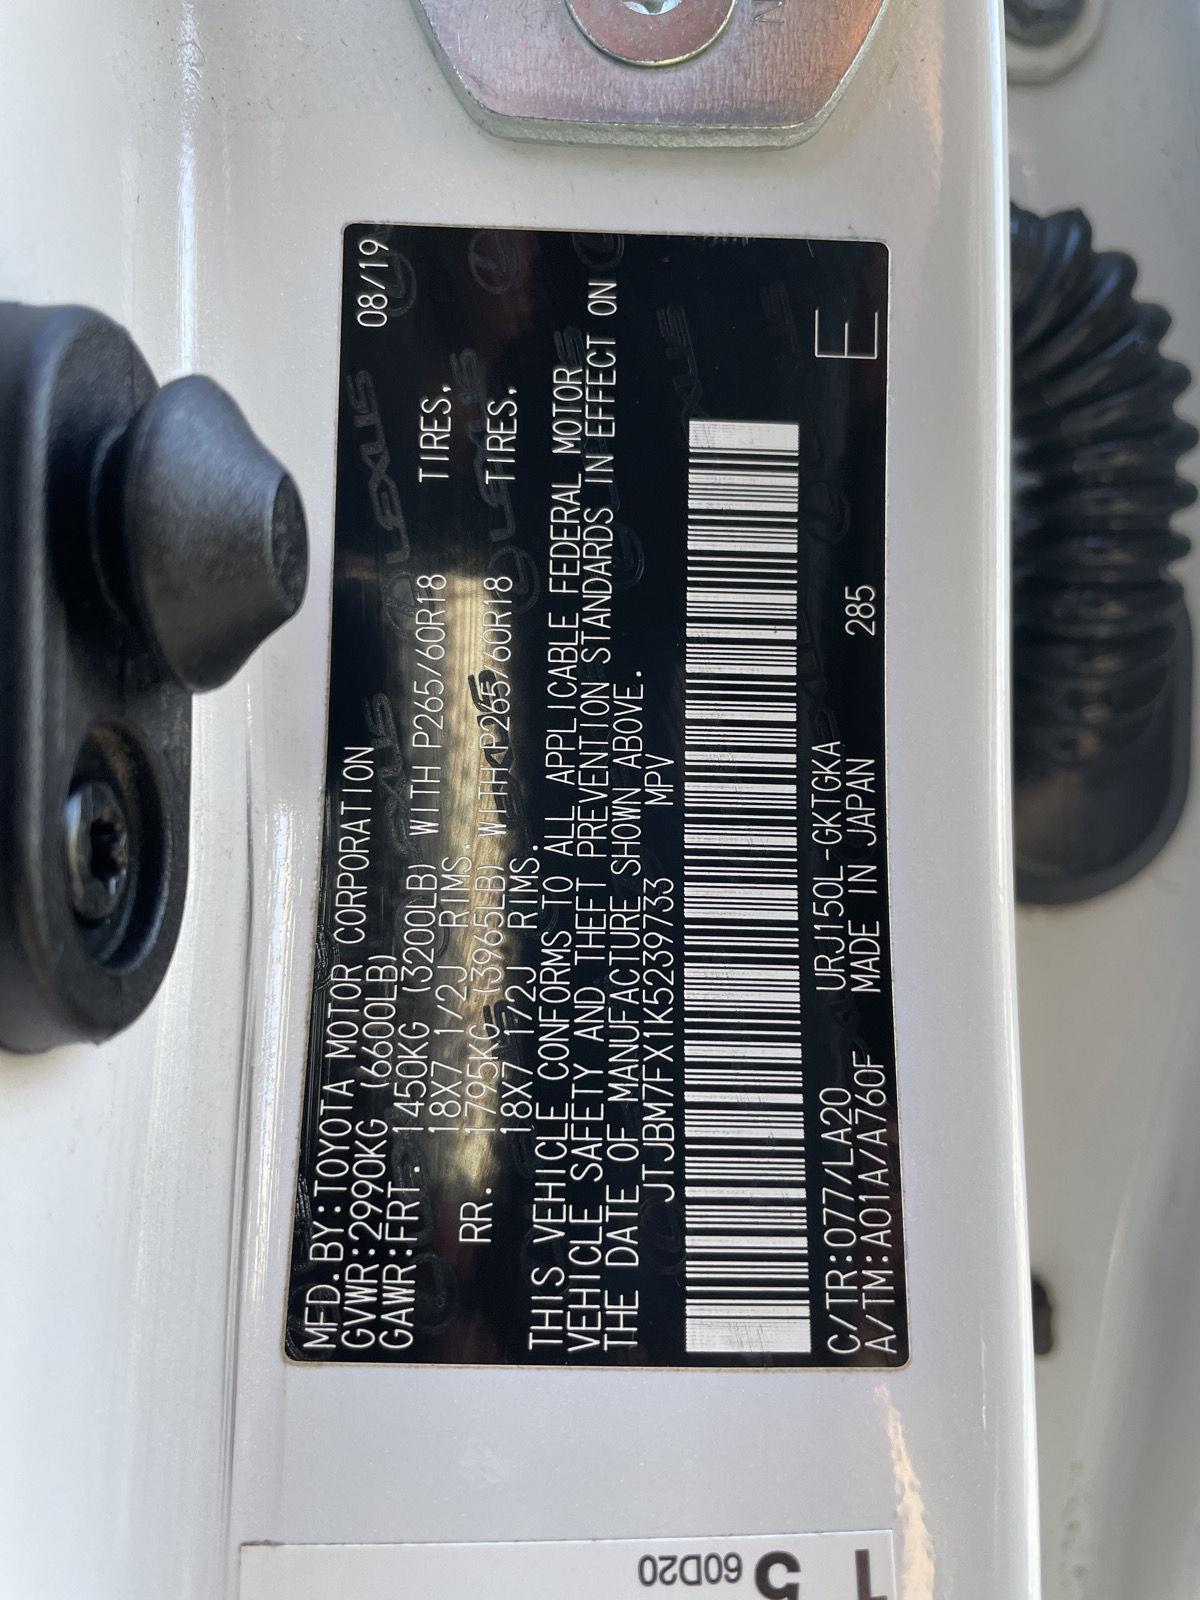 08/19
MFD.BY:TOYOTA MOTOR CORPORATION
GVWR:2990KG (6600LB)
GAWR:FRT. 1450KG (3200LB) WITH P265/60R18 TIRES,
18X7 1/2J RIMS.
RR. 1795KG (3965LB) WITH P265/60R18 TIRES,
18X7 1/2J RIMS.
THIS VEHICLE CONFORMS TO ALL APPLICABLE FEDERAL MOTOR
VEHICLE SAFETY AND THEFT PREVENTION STANDARDS IN EFFECT ON
THE DATE OF MANUFACTURE SHOWN ABOVE.
JTJBM7FX1K5239733 MPV
C/TR:077/LA20 URJ150L-GKTGKA
A/TM:A01A/A760F MADE IN JAPAN 285
E
LEXUS
60D20